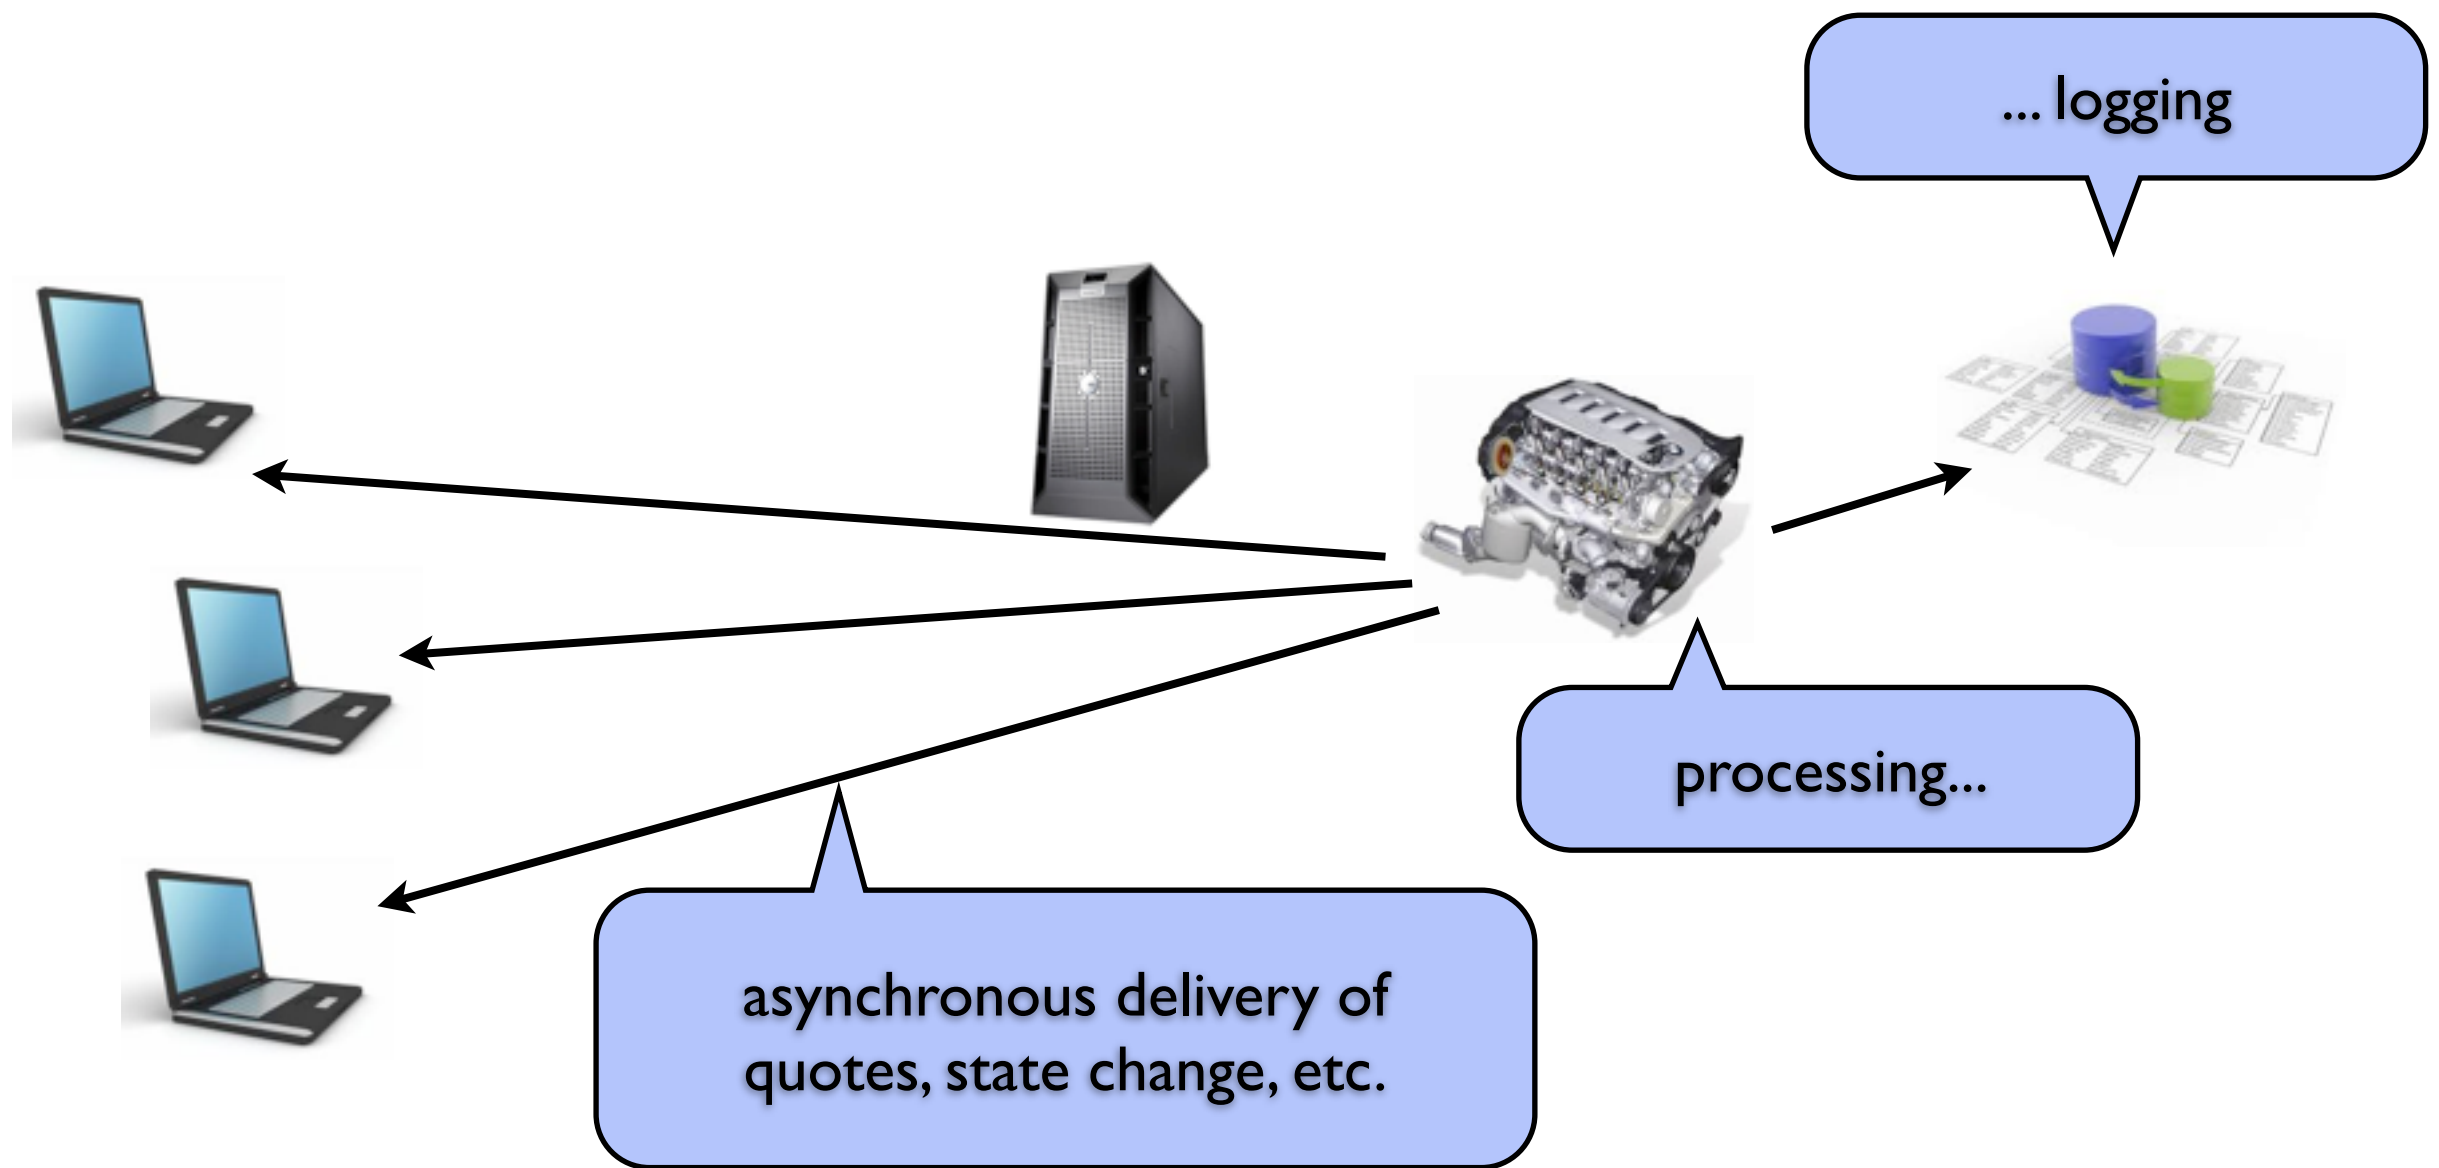 ... logging
processing...
asynchronous delivery of
quotes, state change, etc.